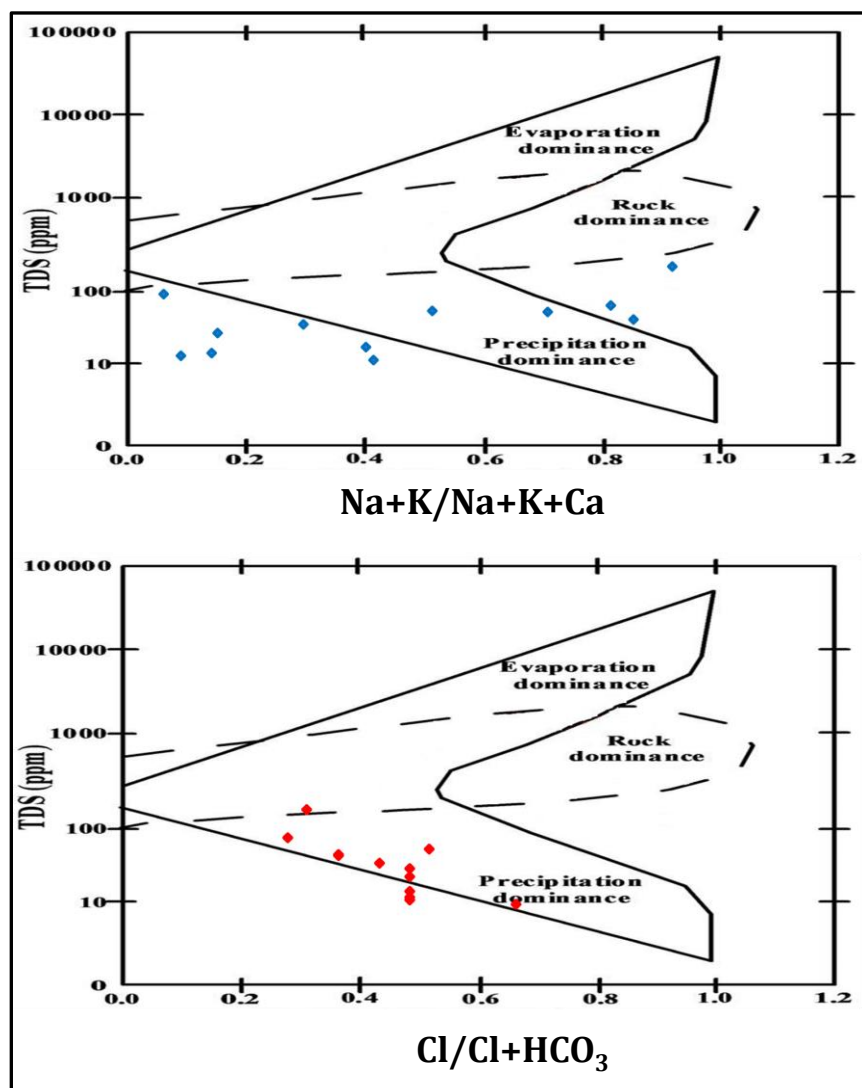 100000
10000
1000
100
10
0
TDS (ppm)
Evaporation
dominance
Rock
dominance
Precipitation
dominance
0.0 0.2 0.4 0.6 0.8 1.0 1.2
Na+K/Na+K+Ca
100000
10000
1000
100
10
0
TDS (ppm)
Evaporation
dominance
Rock
dominance
Precipitation
dominance
0.0 0.2 0.4 0.6 0.8 1.0 1.2
Cl/Cl+HCO₃